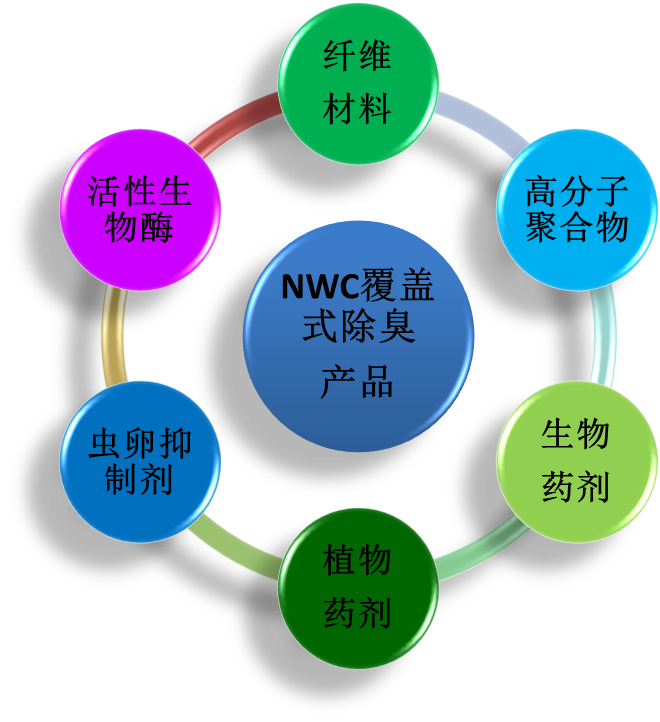 纤维
材料
高分子
聚合物
生物
药剂
植物
药剂
虫卵抑
制剂
活性生
物酶
NWC覆盖
式除臭
产品